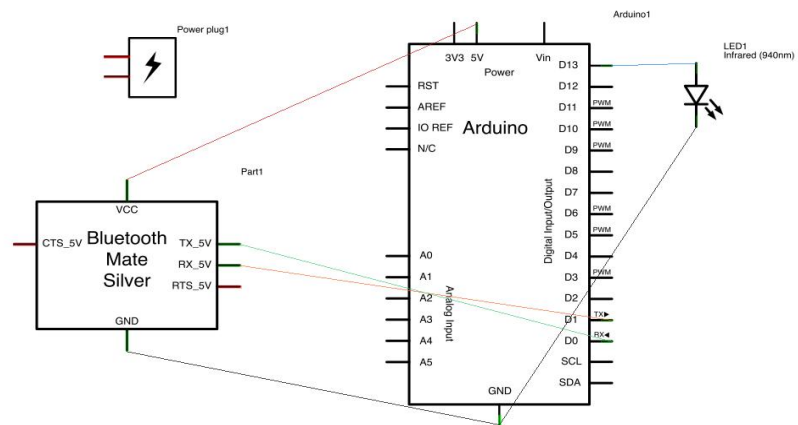 Arduino1
Power plug1
LED1
Infrared (940nm)
3V3 5V Vin
Power
D13
RST
D12
AREF
D11 PWM
IO REF
Arduino
D10 PWM
N/C
D9 PWM
D8
Part1
D7
VCC
D6 PWM
Digital Input/Output
D5 PWM
CTS_5V
Bluetooth
Mate
Silver
TX_5V
RX_5V
RTS_5V
A0
D4
A1
D3 PWM
A2
D2
Analog Input
A3
D1 TX▶
A4
D0 RX◀
A5
SCL
SDA
GND
GND